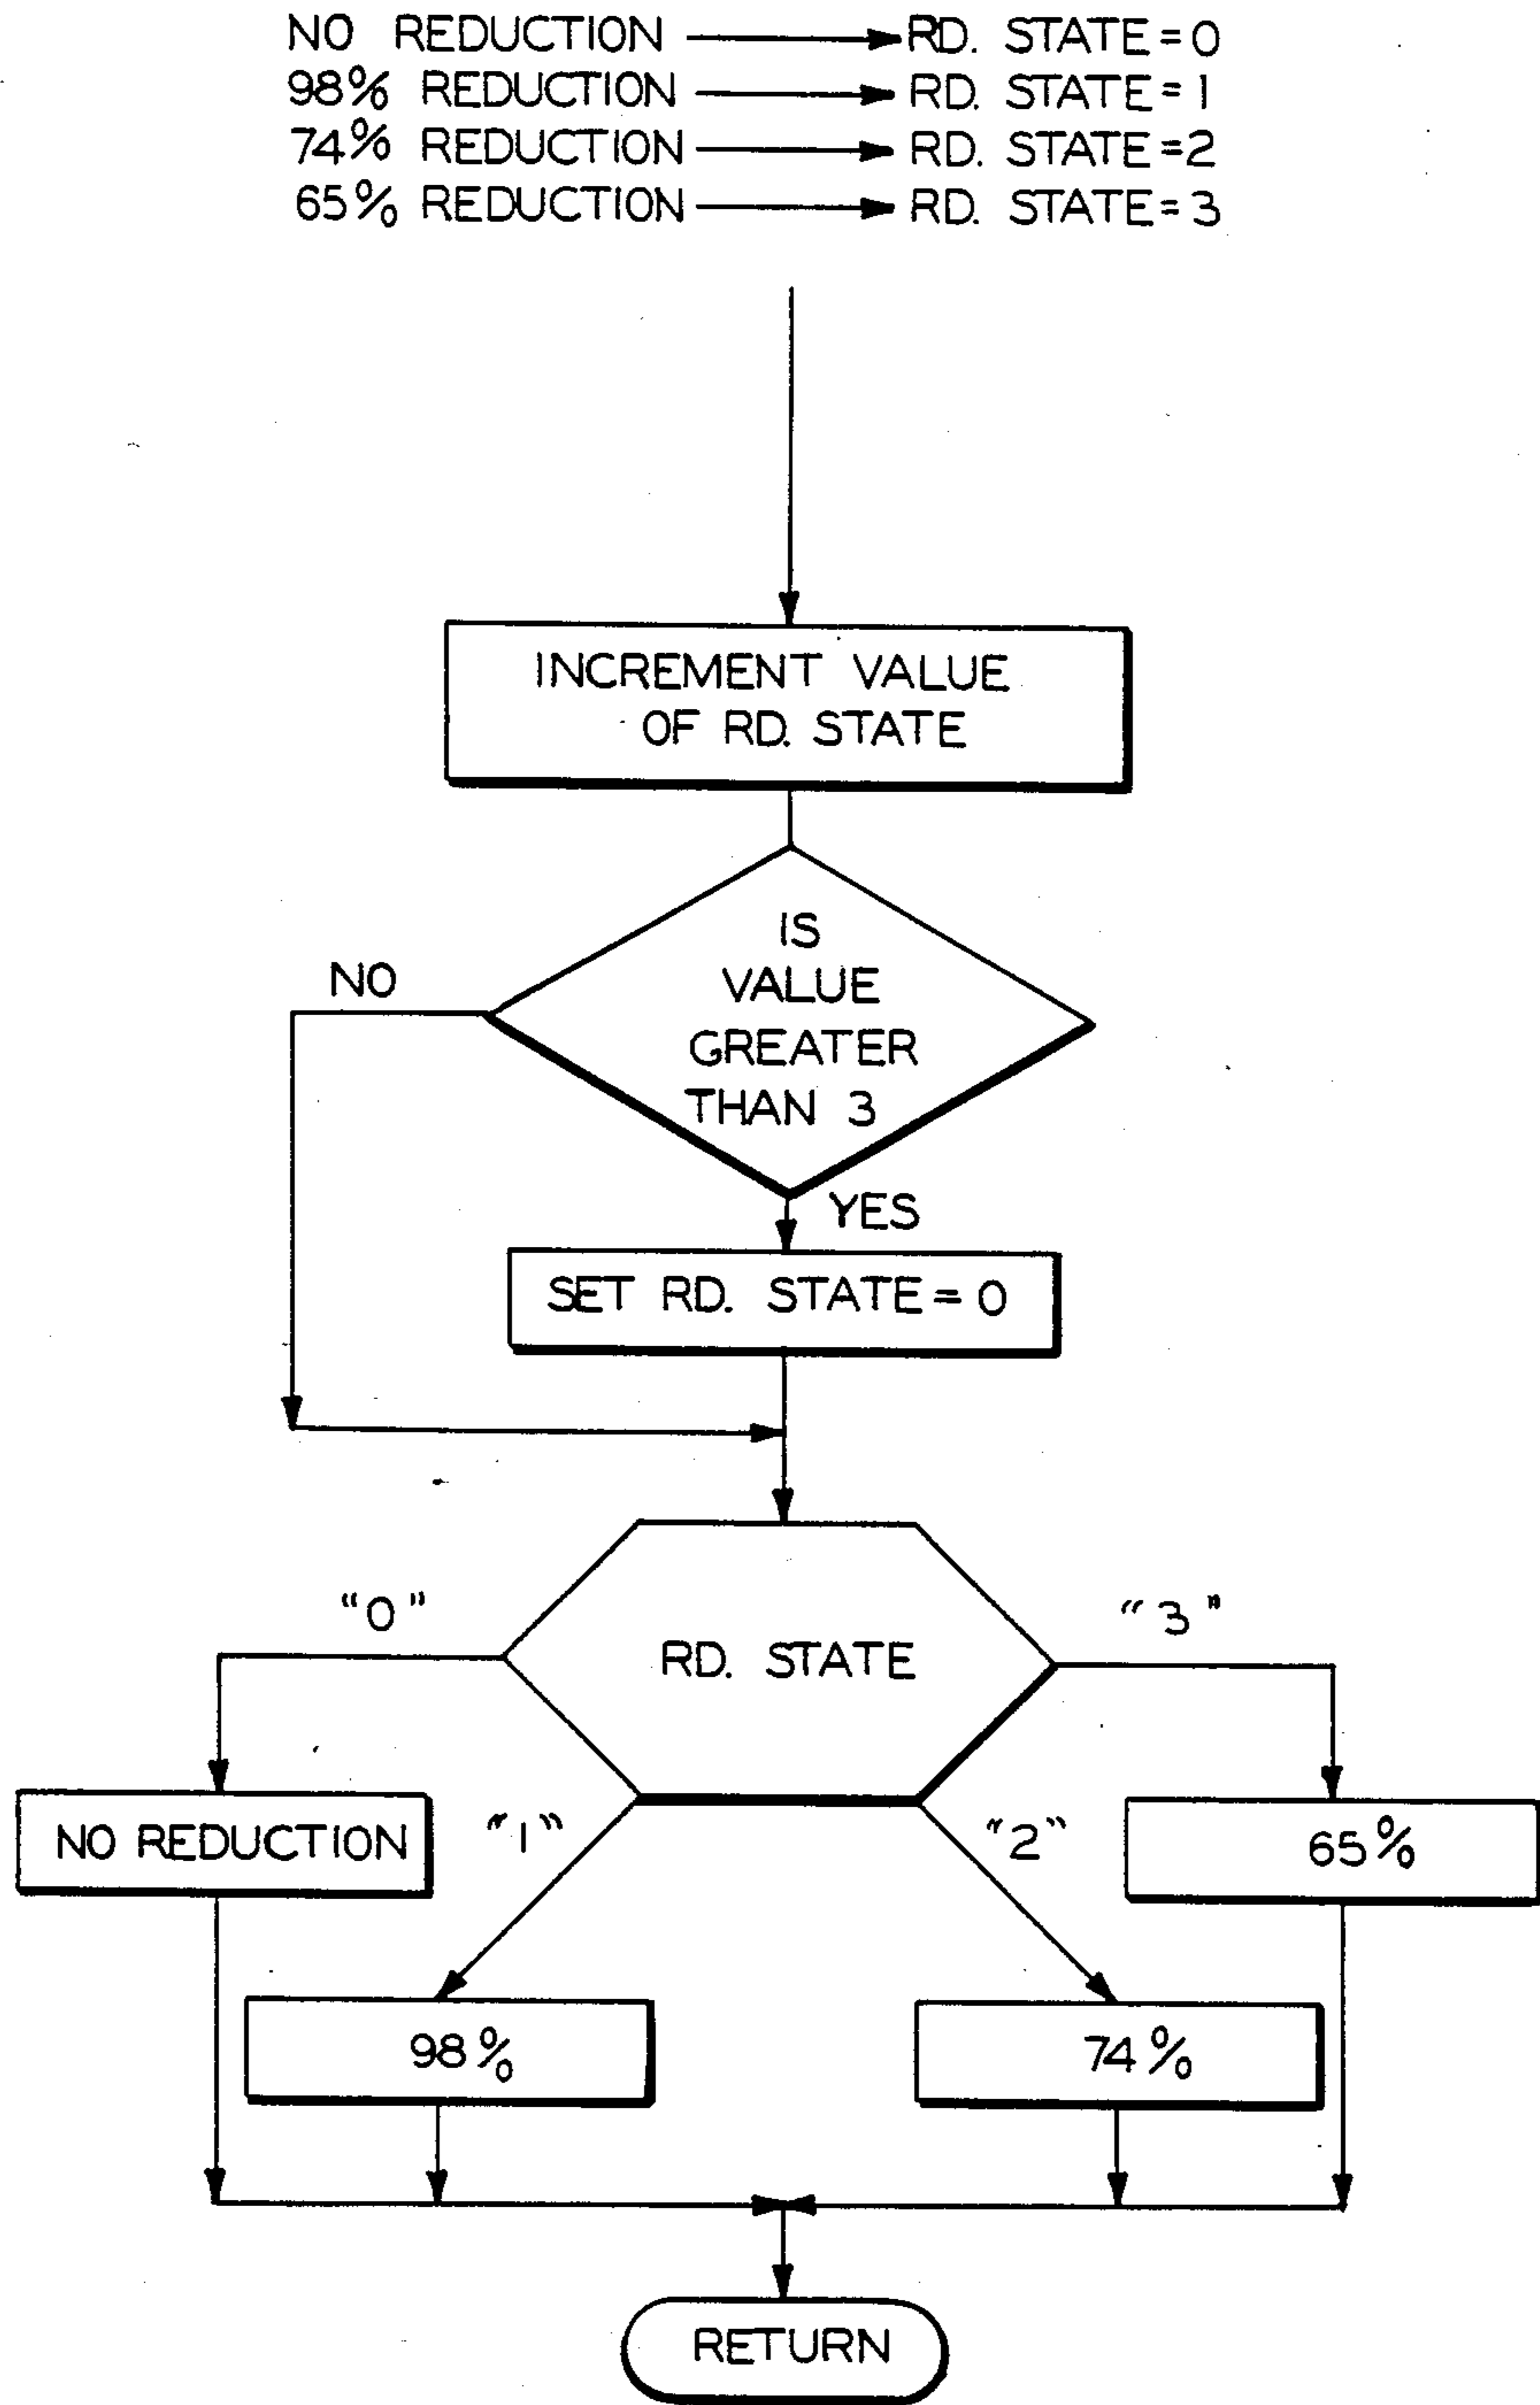 NO REDUCTION → RD. STATE = 0
98% REDUCTION → RD. STATE = 1
74% REDUCTION → RD. STATE = 2
65% REDUCTION → RD. STATE = 3
INCREMENT VALUE
OF RD. STATE
IS
VALUE
GREATER
THAN 3
NO
YES
SET RD. STATE = 0
RD. STATE
"0"
"3"
"1"
"2"
NO REDUCTION
65%
98%
74%
RETURN